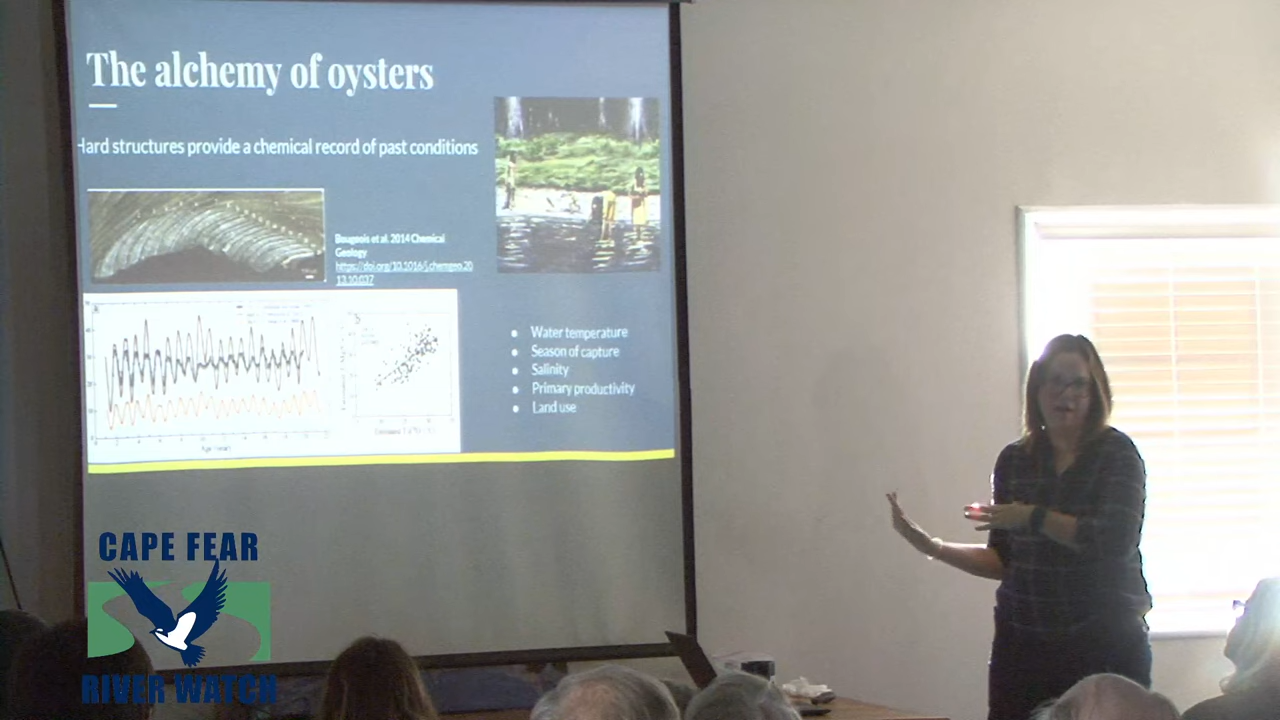 The alchemy of oysters
Hard structures provide a chemical record of past conditions
Bougeois et al. 2014 Chemical
Geology
https://doi.org/10.1016/j.chemgeo.20
13.10.037
Water temperature
Season of capture
Salinity
Primary productivity
Land use
CAPE FEAR
RIVER WATCH